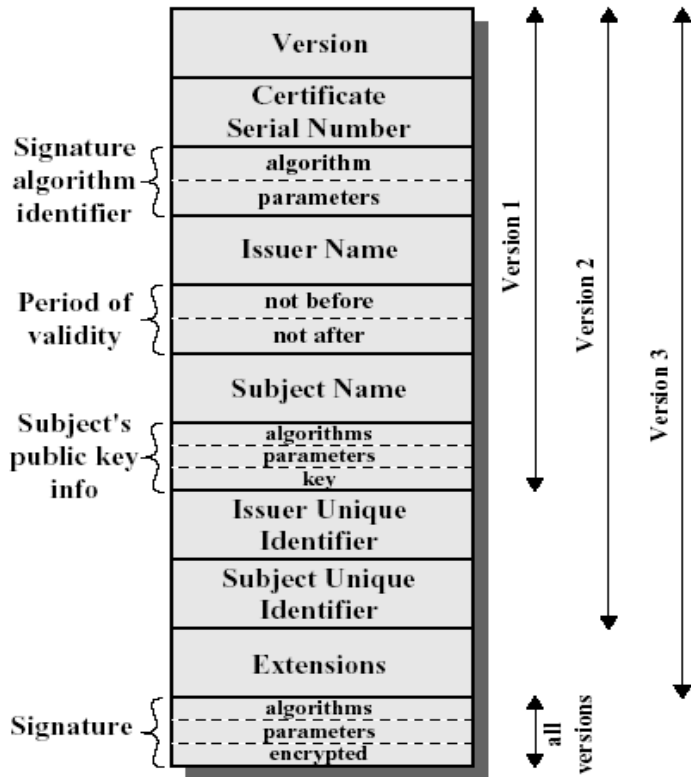 Version
Certificate
Serial Number
Signature
algorithm
identifier
algorithm
parameters
Issuer Name
Period of
validity
not before
not after
Subject Name
Subject's
public key
info
algorithms
parameters
key
Issuer Unique
Identifier
Subject Unique
Identifier
Extensions
Signature
algorithms
parameters
encrypted
Version 1
Version 2
Version 3
all
versions